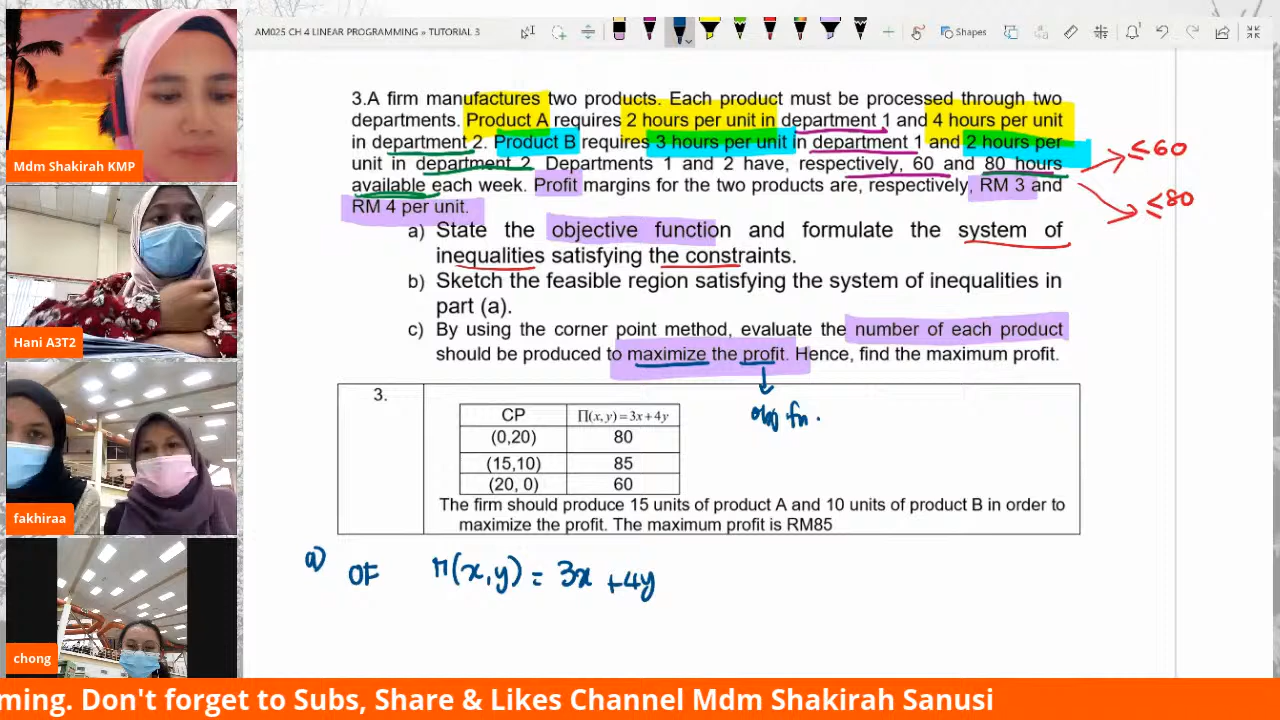 AM025 CH 4 LINEAR PROGRAMMING » TUTORIAL 3
Shapes
3.A firm manufactures two products. Each product must be processed through two
departments. Product A requires 2 hours per unit in department 1 and 4 hours per unit
in department 2. Product B requires 3 hours per unit in department 1 and 2 hours per
unit in department 2. Departments 1 and 2 have, respectively, 60 and 80 hours
available each week. Profit margins for the two products are, respectively, RM 3 and
RM 4 per unit.
≤60
≤80
a) State the objective function and formulate the system of
inequalities satisfying the constraints.
b) Sketch the feasible region satisfying the system of inequalities in
part (a).
c) By using the corner point method, evaluate the number of each product
should be produced to maximize the profit. Hence, find the maximum profit.
obj fn.
3.
CP ∏(x, y) = 3x + 4y
(0,20) 80
(15,10) 85
(20, 0) 60
The firm should produce 15 units of product A and 10 units of product B in order to
maximize the profit. The maximum profit is RM85
a) OF π(x,y) = 3x + 4y
Mdm Shakirah KMP
Hani A3T2
fakhiraa
chong
ming. Don't forget to Subs, Share & Likes Channel Mdm Shakirah Sanusi